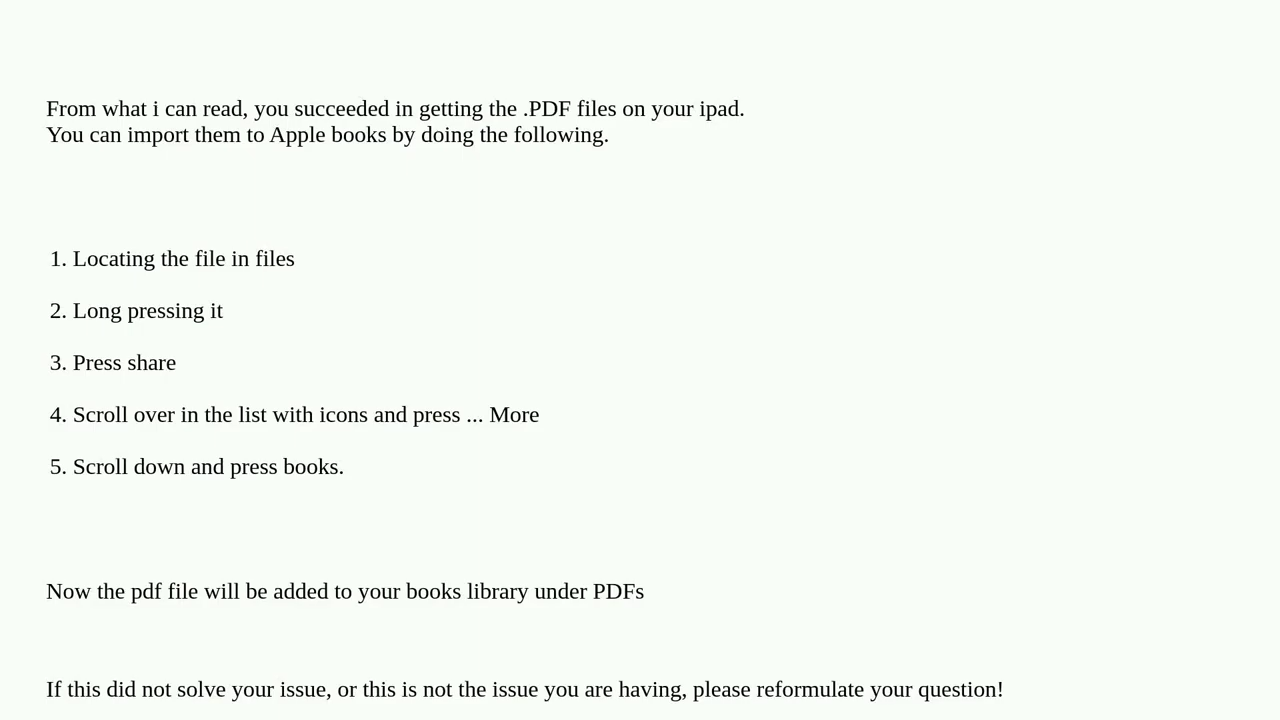 From what i can read, you succeeded in getting the .PDF files on your ipad.
You can import them to Apple books by doing the following.
1. Locating the file in files
2. Long pressing it
3. Press share
4. Scroll over in the list with icons and press ... More
5. Scroll down and press books.
Now the pdf file will be added to your books library under PDFs
If this did not solve your issue, or this is not the issue you are having, please reformulate your question!